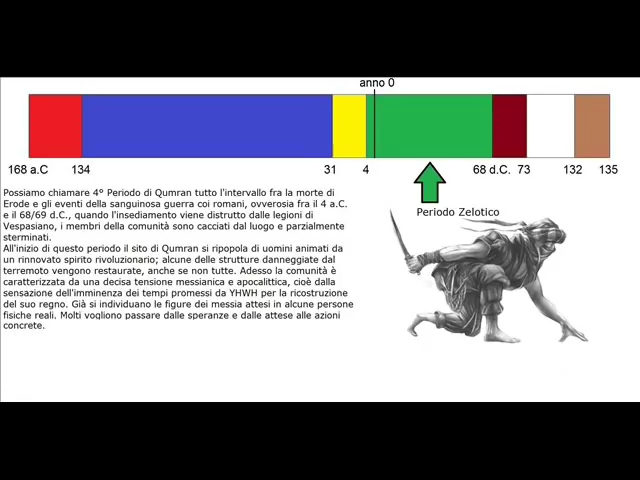 anno 0
168 a.C 134 31 4 68 d.C. 73 132 135
Periodo Zelotico
Possiamo chiamare 4° Periodo di Qumran tutto l'intervallo fra la morte di
Erode e gli eventi della sanguinosa guerra coi romani, ovverosia fra il 4 a.C.
e il 68/69 d.C., quando l'insediamento viene distrutto dalle legioni di
Vespasiano, i membri della comunità sono cacciati dal luogo e parzialmente
sterminati.
All'inizio di questo periodo il sito di Qumran si ripopola di uomini animati da
un rinnovato spirito rivoluzionario; alcune delle strutture danneggiate dal
terremoto vengono restaurate, anche se non tutte. Adesso la comunità è
caratterizzata da una decisa tensione messianica e apocalittica, cioè dalla
sensazione dell'imminenza dei tempi promessi da YHWH per la ricostruzione
del suo regno. Già si individuano le figure dei messia attesi in alcune persone
fisiche reali. Molti vogliono passare dalle speranze e dalle attese alle azioni
concrete.